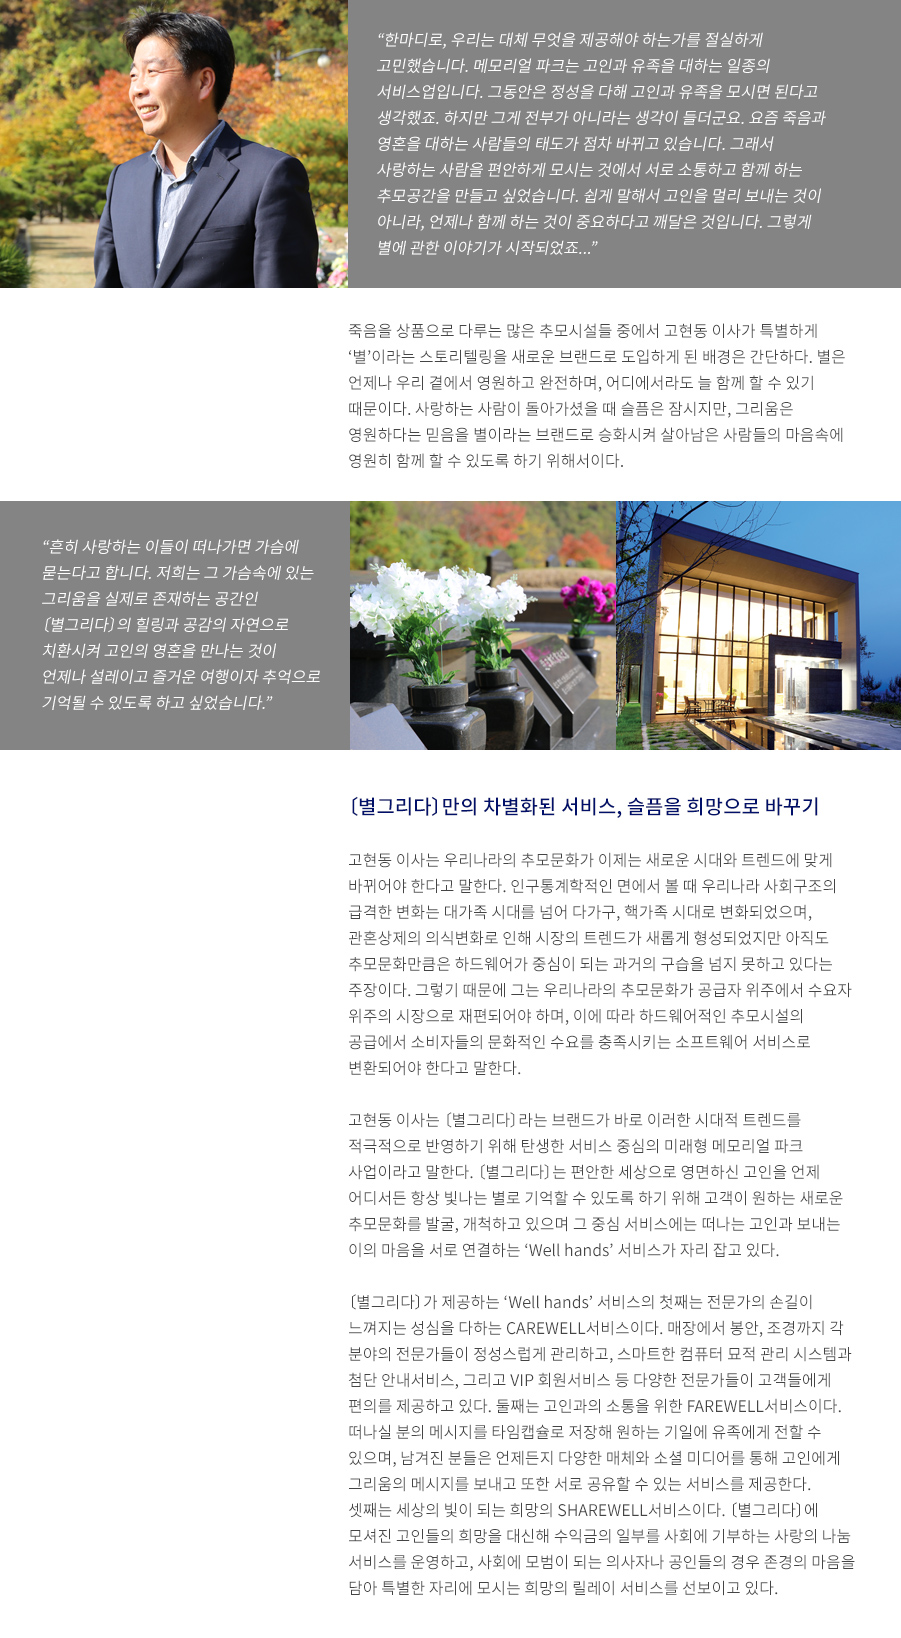 “한마디로, 우리는 대체 무엇을 제공해야 하는가를 절실하게
고민했습니다. 메모리얼 파크는 고인과 유족을 대하는 일종의
서비스업입니다. 그동안은 정성을 다해 고인과 유족을 모시면 된다고
생각했죠. 하지만 그게 전부가 아니라는 생각이 들더군요. 요즘 죽음과
영혼을 대하는 사람들의 태도가 점차 바뀌고 있습니다. 그래서
사랑하는 사람을 편안하게 모시는 것에서 서로 소통하고 함께 하는
추모공간을 만들고 싶었습니다. 쉽게 말해서 고인을 멀리 보내는 것이
아니라, 언제나 함께 하는 것이 중요하다고 깨달은 것입니다. 그렇게
별에 관한 이야기가 시작되었죠...”
죽음을 상품으로 다루는 많은 추모시설들 중에서 고현동 이사가 특별하게
‘별’이라는 스토리텔링을 새로운 브랜드로 도입하게 된 배경은 간단하다. 별은
언제나 우리 곁에서 영원하고 완전하며, 어디에서라도 늘 함께 할 수 있기
때문이다. 사랑하는 사람이 돌아가셨을 때 슬픔은 잠시지만, 그리움은
영원하다는 믿음을 별이라는 브랜드로 승화시켜 살아남은 사람들의 마음속에
영원히 함께 할 수 있도록 하기 위해서이다.
“흔히 사랑하는 이들이 떠나가면 가슴에
묻는다고 합니다. 저희는 그 가슴속에 있는
그리움을 실제로 존재하는 공간인
〔별그리다〕의 힐링과 공감의 자연으로
치환시켜 고인의 영혼을 만나는 것이
언제나 설레이고 즐거운 여행이자 추억으로
기억될 수 있도록 하고 싶었습니다.”
〔별그리다〕만의 차별화된 서비스, 슬픔을 희망으로 바꾸기
고현동 이사는 우리나라의 추모문화가 이제는 새로운 시대와 트렌드에 맞게
바뀌어야 한다고 말한다. 인구통계학적인 면에서 볼 때 우리나라 사회구조의
급격한 변화는 대가족 시대를 넘어 다가구, 핵가족 시대로 변화되었으며,
관혼상제의 의식변화로 인해 시장의 트렌드가 새롭게 형성되었지만 아직도
추모문화만큼은 하드웨어가 중심이 되는 과거의 구습을 넘지 못하고 있다는
주장이다. 그렇기 때문에 그는 우리나라의 추모문화가 공급자 위주에서 수요자
위주의 시장으로 재편되어야 하며, 이에 따라 하드웨어적인 추모시설의
공급에서 소비자들의 문화적인 수요를 충족시키는 소프트웨어 서비스로
변환되어야 한다고 말한다.
고현동 이사는 〔별그리다〕라는 브랜드가 바로 이러한 시대적 트렌드를
적극적으로 반영하기 위해 탄생한 서비스 중심의 미래형 메모리얼 파크
사업이라고 말한다. 〔별그리다〕는 편안한 세상으로 영면하신 고인을 언제
어디서든 항상 빛나는 별로 기억할 수 있도록 하기 위해 고객이 원하는 새로운
추모문화를 발굴, 개척하고 있으며 그 중심 서비스에는 떠나는 고인과 보내는
이의 마음을 서로 연결하는 ‘Well hands’ 서비스가 자리 잡고 있다.
〔별그리다〕가 제공하는 ‘Well hands’ 서비스의 첫째는 전문가의 손길이
느껴지는 성심을 다하는 CAREWELL서비스이다. 매장에서 봉안, 조경까지 각
분야의 전문가들이 정성스럽게 관리하고, 스마트한 컴퓨터 묘적 관리 시스템과
첨단 안내서비스, 그리고 VIP 회원서비스 등 다양한 전문가들이 고객들에게
편의를 제공하고 있다. 둘째는 고인과의 소통을 위한 FAREWELL서비스이다.
떠나실 분의 메시지를 타임캡슐로 저장해 원하는 기일에 유족에게 전할 수
있으며, 남겨진 분들은 언제든지 다양한 매체와 소셜 미디어를 통해 고인에게
그리움의 메시지를 보내고 또한 서로 공유할 수 있는 서비스를 제공한다.
셋째는 세상의 빛이 되는 희망의 SHAREWELL서비스이다. 〔별그리다〕에
모셔진 고인들의 희망을 대신해 수익금의 일부를 사회에 기부하는 사랑의 나눔
서비스를 운영하고, 사회에 모범이 되는 의사자나 공인들의 경우 존경의 마음을
담아 특별한 자리에 모시는 희망의 릴레이 서비스를 선보이고 있다.